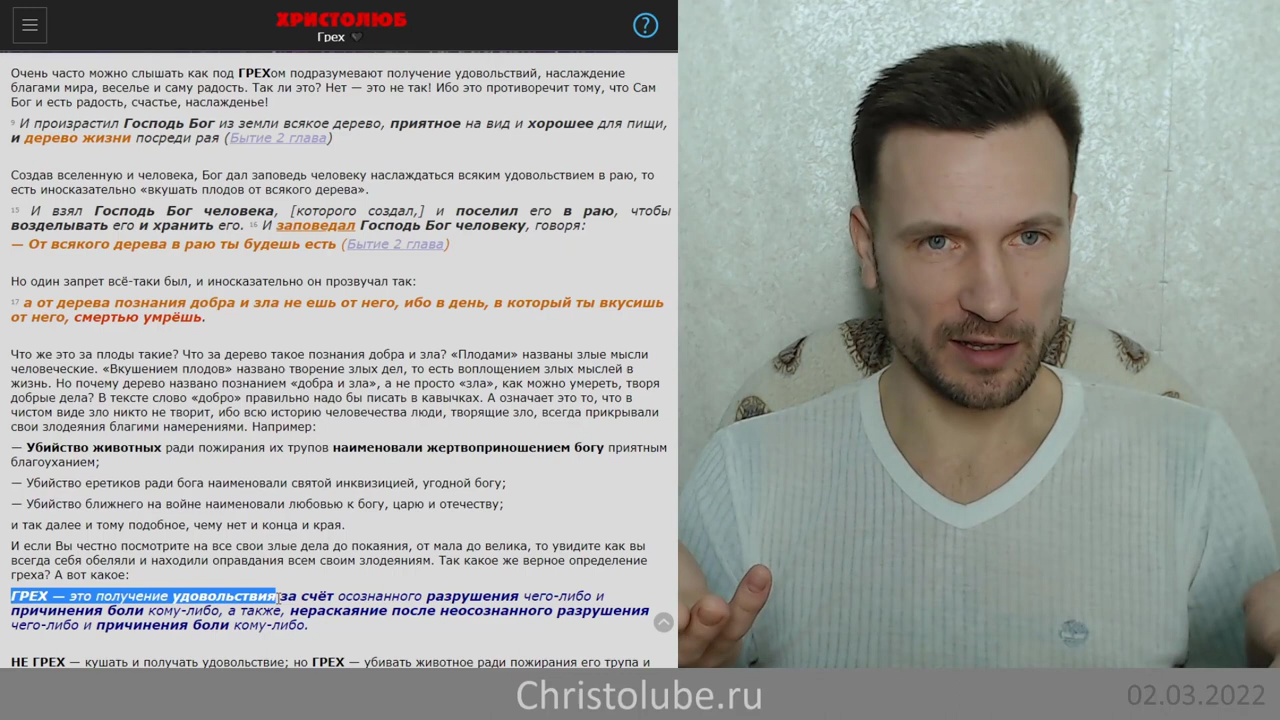 ХРИСТОЛЮБ
Грех
Очень часто можно слышать как под ГРЕХом подразумевают получение удовольствий, наслаждение
благами мира, веселье и саму радость. Так ли это? Нет — это не так! Ибо это противоречит тому, что Сам
Бог и есть радость, счастье, наслажденье!
9 И произрастил Господь Бог из земли всякое дерево, приятное на вид и хорошее для пищи,
и дерево жизни посреди рая (Бытие 2 глава)
Создав вселенную и человека, Бог дал заповедь человеку наслаждаться всяким удовольствием в раю, то
есть иносказательно «вкушать плодов от всякого дерева».
15 И взял Господь Бог человека, [которого создал,] и поселил его в раю, чтобы
возделывать его и хранить его. 16 И заповедал Господь Бог человеку, говоря:
— От всякого дерева в раю ты будешь есть (Бытие 2 глава)
Но один запрет всё-таки был, и иносказательно он прозвучал так:
17 а от дерева познания добра и зла не ешь от него, ибо в день, в который ты вкусишь
от него, смертью умрёшь.
Что же это за плоды такие? Что за дерево такое познания добра и зла? «Плодами» названы злые мысли
человеческие. «Вкушением плодов» названо творение злых дел, то есть воплощением злых мыслей в
жизнь. Но почему дерево названо познанием «добра и зла», а не просто «зла», как можно умереть, творя
добрые дела? В тексте слово «добро» правильно надо бы писать в кавычках. А означает это то, что в
чистом виде зло никто не творит, ибо всю историю человечества люди, творящие зло, всегда прикрывали
свои злодеяния благими намерениями. Например:
— Убийство животных ради пожирания их трупов наименовали жертвоприношением богу приятным
благоуханием;
— Убийство еретиков ради бога наименовали святой инквизицией, угодной богу;
— Убийство ближнего на войне наименовали любовью к богу, царю и отечеству;
и так далее и тому подобное, чему нет и конца и края.
И если Вы честно посмотрите на все свои злые дела до покаяния, от мала до велика, то увидите как вы
всегда себя обеляли и находили оправдания всем своим злодеяниям. Так какое же верное определение
греха? А вот какое:
ГРЕХ — это получение удовольствия за счёт осознанного разрушения чего-либо и
причинения боли кому-либо, а также, нераскаяние после неосознанного разрушения
чего-либо и причинения боли кому-либо.
НЕ ГРЕХ — кушать и получать удовольствие; но ГРЕХ — убивать животное ради пожирания его трупа и
Christolube.ru
02.03.2022